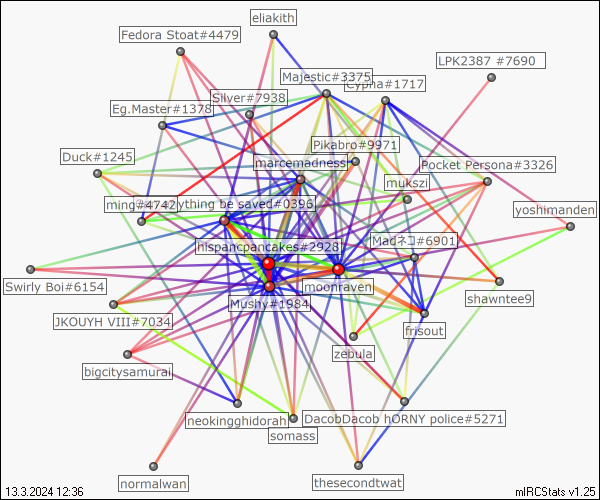 eliakith
Fedora Stoat#4479
LPK2387 #7690
Majestic#3375
Cypha#1717
Silver#7938
Eg.Master#1378
Pikabro#9971
Duck#1245
marcemadness
Pocket Persona#3326
mukszi
ming#4742
ything be saved#0396
yoshimanden
hispancpancakes#2928
Madネコ#6901
Swirly Boi#6154
moonraven
Mushy#1984
shawntee9
JKOUYH VIII#7034
frisout
zebula
bigcitysamurai
neokingghidorah
DacobDacob hORNY police#5271
somass
normalwan
thesecondtwat
13.3.2024 12:36
mIRCStats v1.25